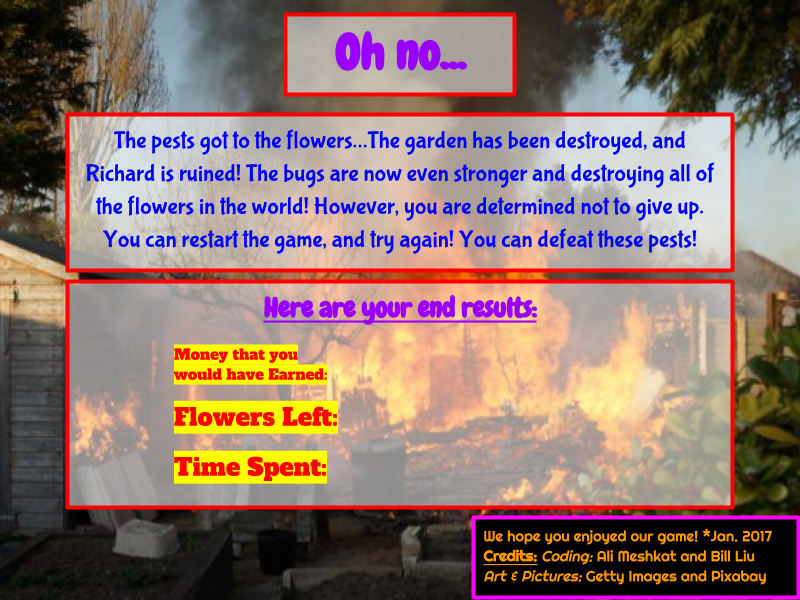 Oh no...
The pests got to the flowers...The garden has been destroyed, and
Richard is ruined! The bugs are now even stronger and destroying all of
the flowers in the world! However, you are determined not to give up.
You can restart the game, and try again! You can defeat these pests!
Here are your end results:
Money that you
would have Earned:
Flowers Left:
Time Spent:
We hope you enjoyed our game! *Jan. 2017
Credits: Coding: Ali Meshkat and Bill Liu
Art & Pictures: Getty Images and Pixabay